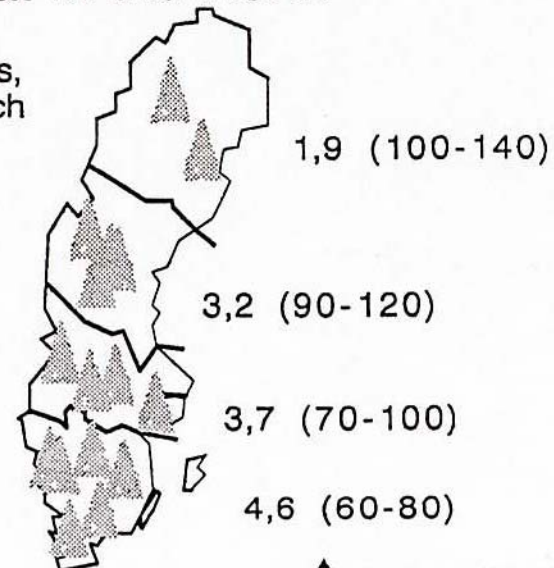 s,
ch
1,9 (100-140)
3,2 (90-120)
3,7 (70-100)
4,6 (60-80)